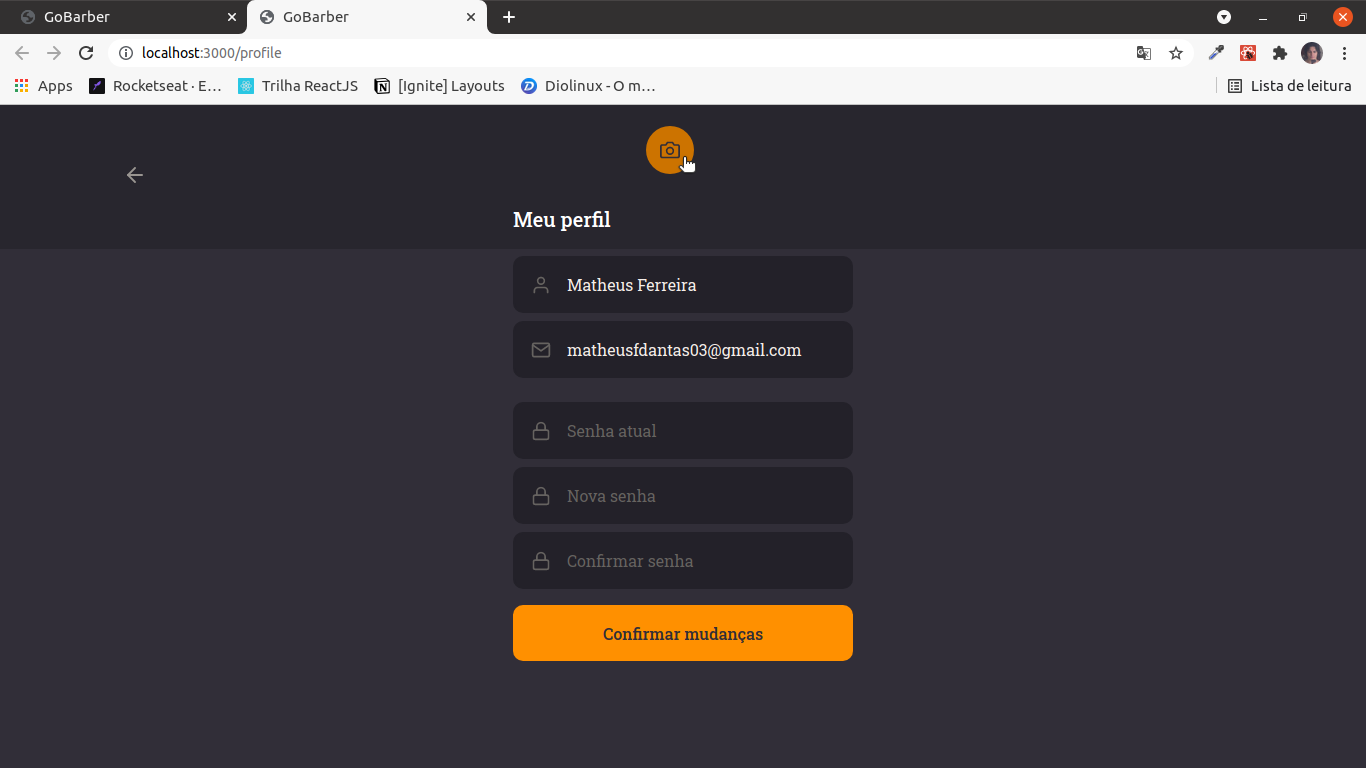 GoBarber
GoBarber
localhost:3000/profile
Apps
Rocketseat · E…
Trilha ReactJS
[Ignite] Layouts
Diolinux - O m…
Lista de leitura
Meu perfil
Matheus Ferreira
matheusfdantas03@gmail.com
Senha atual
Nova senha
Confirmar senha
Confirmar mudanças